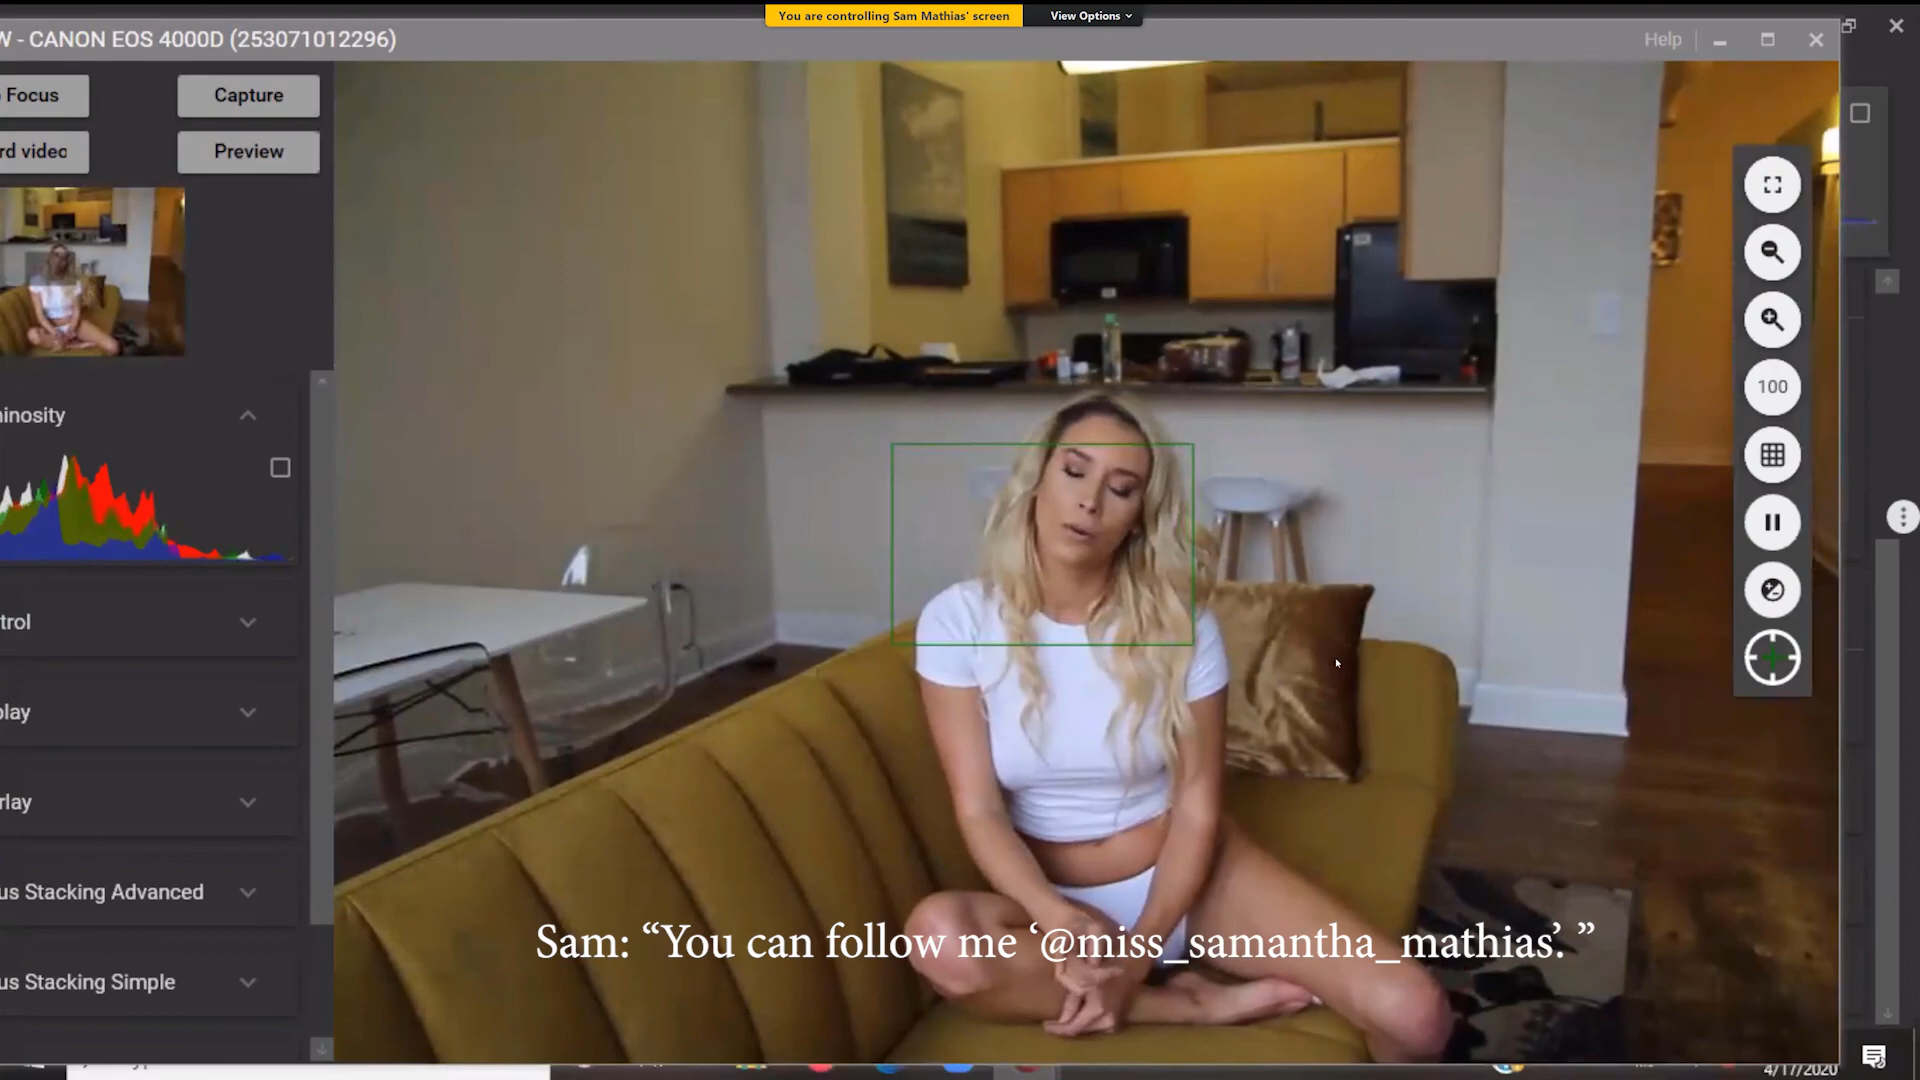 You are controlling Sam Mathias' screen
View Options
W - CANON EOS 4000D (253071012296)
Help
Focus
Capture
rd video
Preview
100
inosity
trol
play
rlay
us Stacking Advanced
us Stacking Simple
Sam: “You can follow me ‘@miss_samantha_mathias’. ”
4/17/2020